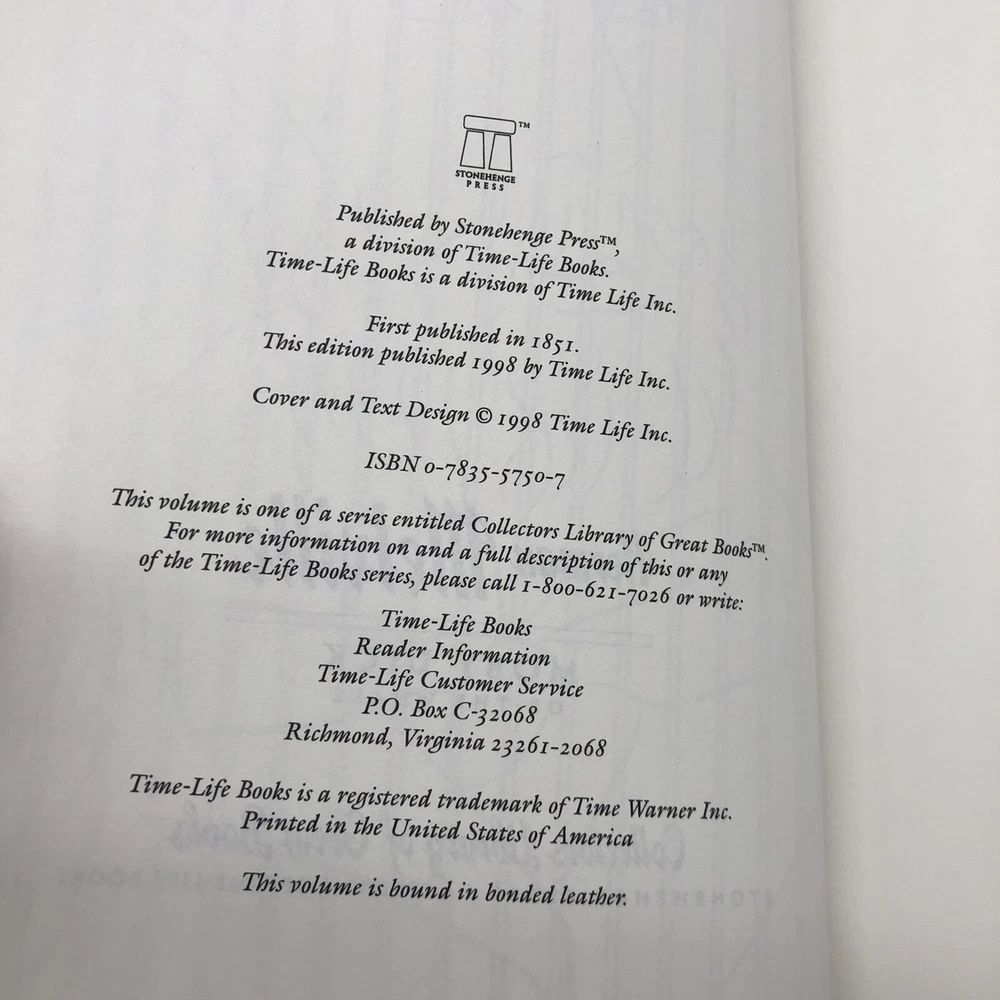 TM
STONEHENGE
PRESS
Published by Stonehenge Press™,
a division of Time-Life Books.
Time-Life Books is a division of Time Life Inc.
First published in 1851.
This edition published 1998 by Time Life Inc.
Cover and Text Design © 1998 Time Life Inc.
ISBN 0-7835-5750-7
This volume is one of a series entitled Collectors Library of Great Books™.
For more information on and a full description of this or any
of the Time-Life Books series, please call 1-800-621-7026 or write:
Time-Life Books
Reader Information
Time-Life Customer Service
P.O. Box C-32068
Richmond, Virginia 23261-2068
Time-Life Books is a registered trademark of Time Warner Inc.
Printed in the United States of America
This volume is bound in bonded leather.